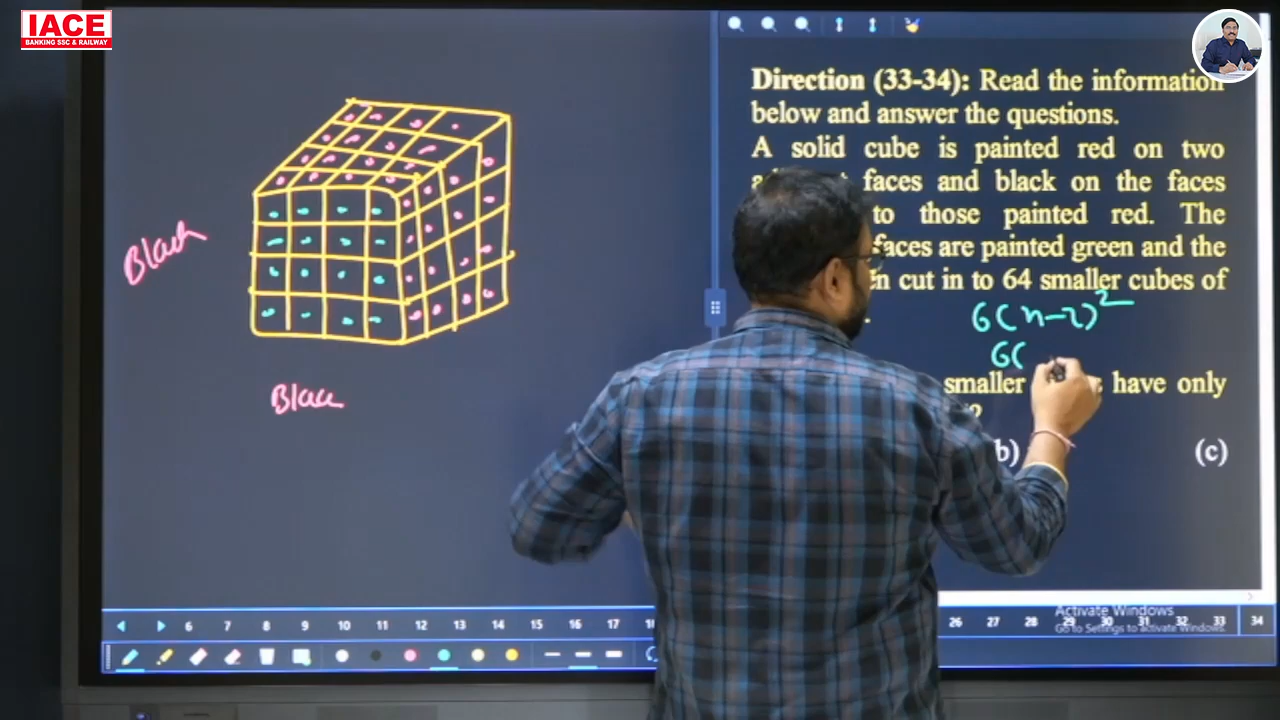 IACE
BANKING SSC & RAILWAY
Direction (33-34): Read the information
below and answer the questions.
A solid cube is painted red on two
faces and black on the faces
to those painted red. The
faces are painted green and the
cut in to 64 smaller cubes of
6(n-2)²
6(
smaller have only
(c)
Black
Black
6 7 8 9 10 11 12 13 14 15 16 17 26 27 28 29 30 31 32 33 34
Activate Windows
Go to Settings to activate Windows.